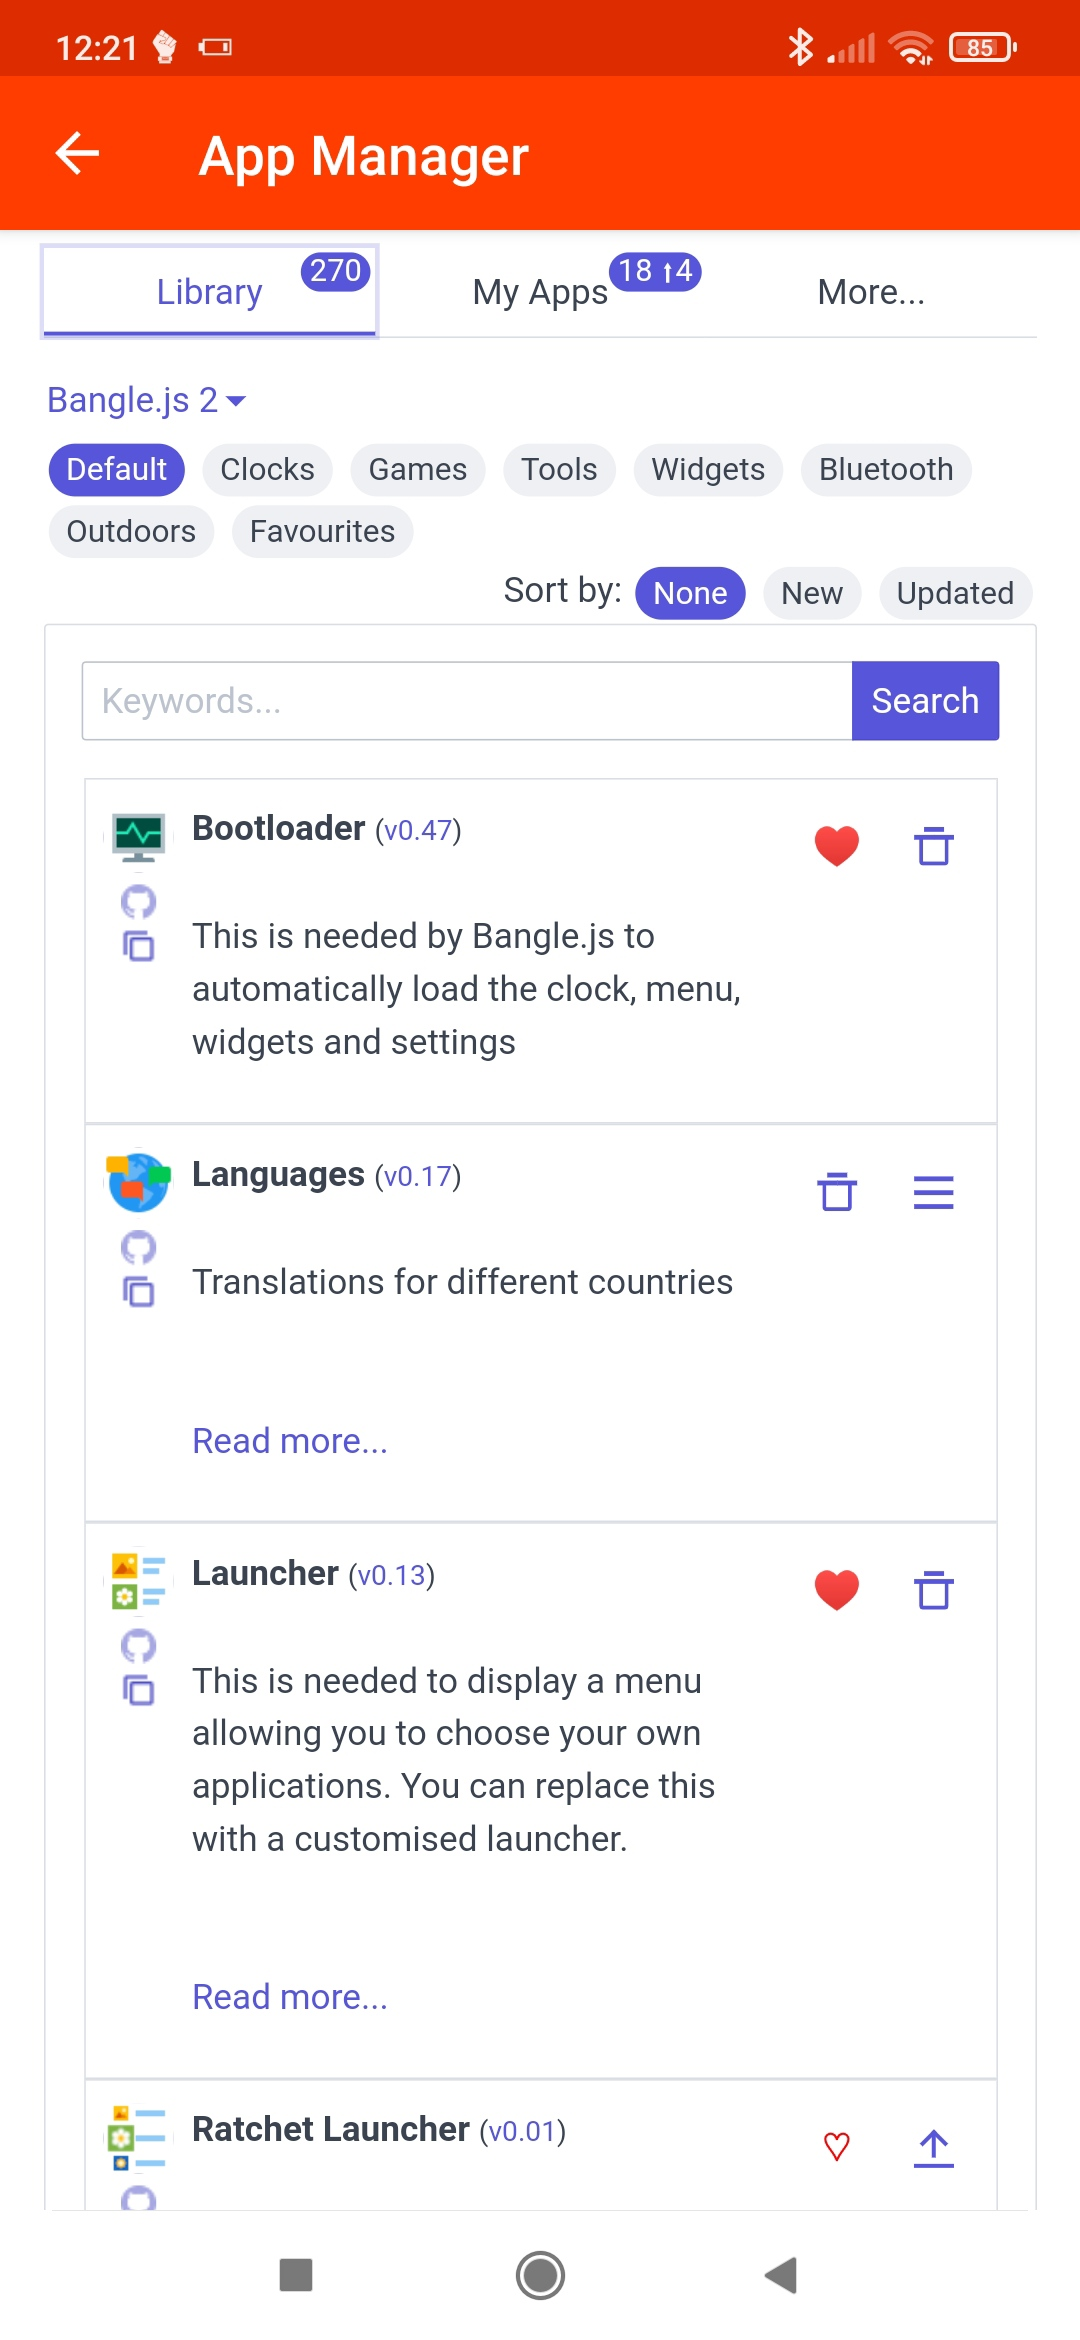 12:21
85
App Manager
Library 270
My Apps 18 ↑4
More...
Bangle.js 2
Default Clocks Games Tools Widgets Bluetooth
Outdoors Favourites
Sort by: None New Updated
Keywords... Search
Bootloader (v0.47)
This is needed by Bangle.js to
automatically load the clock, menu,
widgets and settings
Languages (v0.17)
Translations for different countries
Read more...
Launcher (v0.13)
This is needed to display a menu
allowing you to choose your own
applications. You can replace this
with a customised launcher.
Read more...
Ratchet Launcher (v0.01)